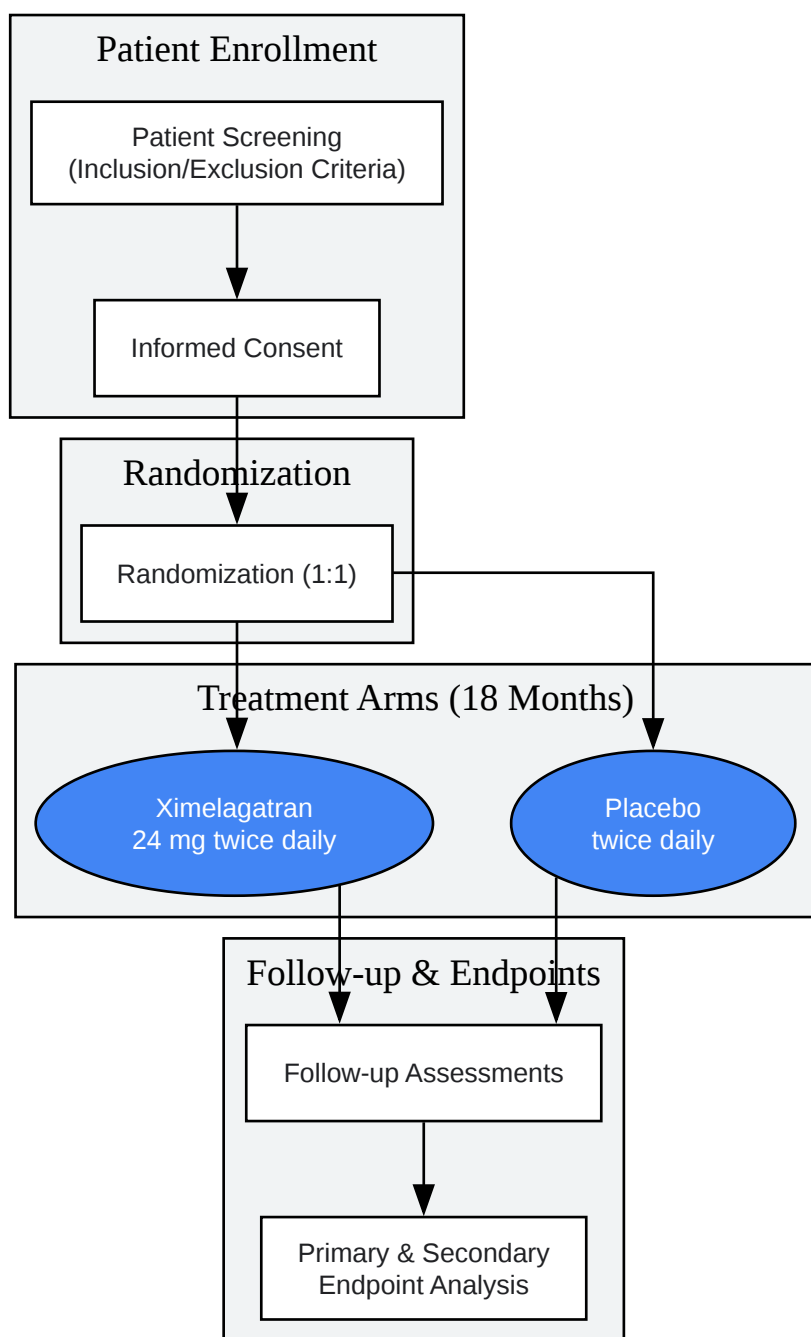 Patient Enrollment
Patient Screening
(Inclusion/Exclusion Criteria)
Informed Consent
Randomization
Randomization (1:1)
Treatment Arms (18 Months)
Ximelagatran
24 mg twice daily
Placebo
twice daily
Follow-up & Endpoints
Follow-up Assessments
Primary & Secondary
Endpoint Analysis